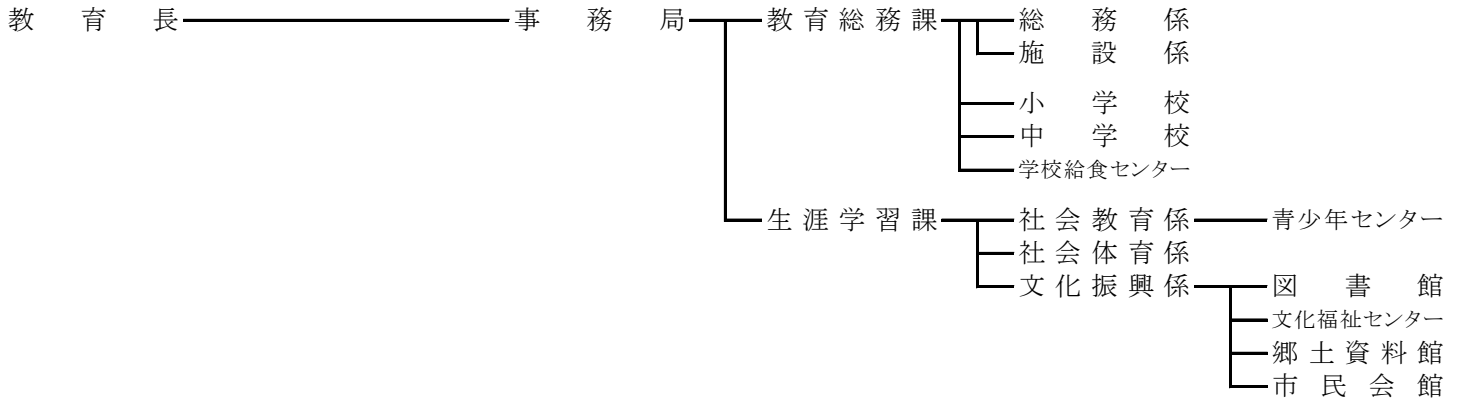 教育長 事務局 教育総務課 総務係
施設係
小学校
中学校
学校給食センター
生涯学習課 社会教育係 青少年センター
社会体育係
文化振興係 図書館
文化福祉センター
郷土資料館
市民会館